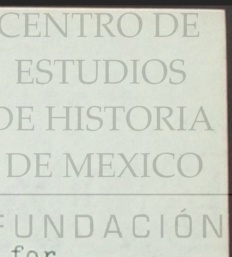 CENTRO DE
ESTUDIOS
DE HISTORIA
DE MEXICO
FUNDACIÓN
for